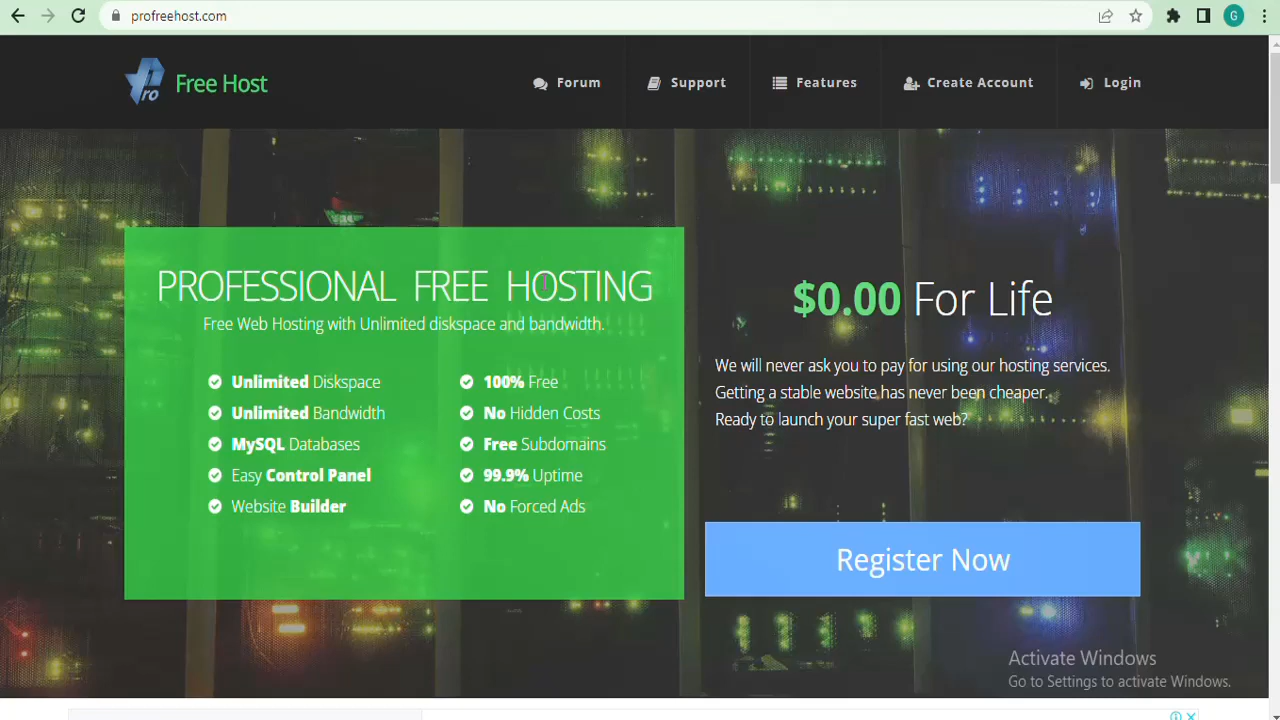 profreehost.com
G
Pro Free Host
Forum Support Features Create Account Login
PROFESSIONAL FREE HOSTING
Free Web Hosting with Unlimited diskspace and bandwidth.
Unlimited Diskspace
Unlimited Bandwidth
MySQL Databases
Easy Control Panel
Website Builder
100% Free
No Hidden Costs
Free Subdomains
99.9% Uptime
No Forced Ads
$0.00 For Life
We will never ask you to pay for using our hosting services.
Getting a stable website has never been cheaper.
Ready to launch your super fast web?
Register Now
Activate Windows
Go to Settings to activate Windows.